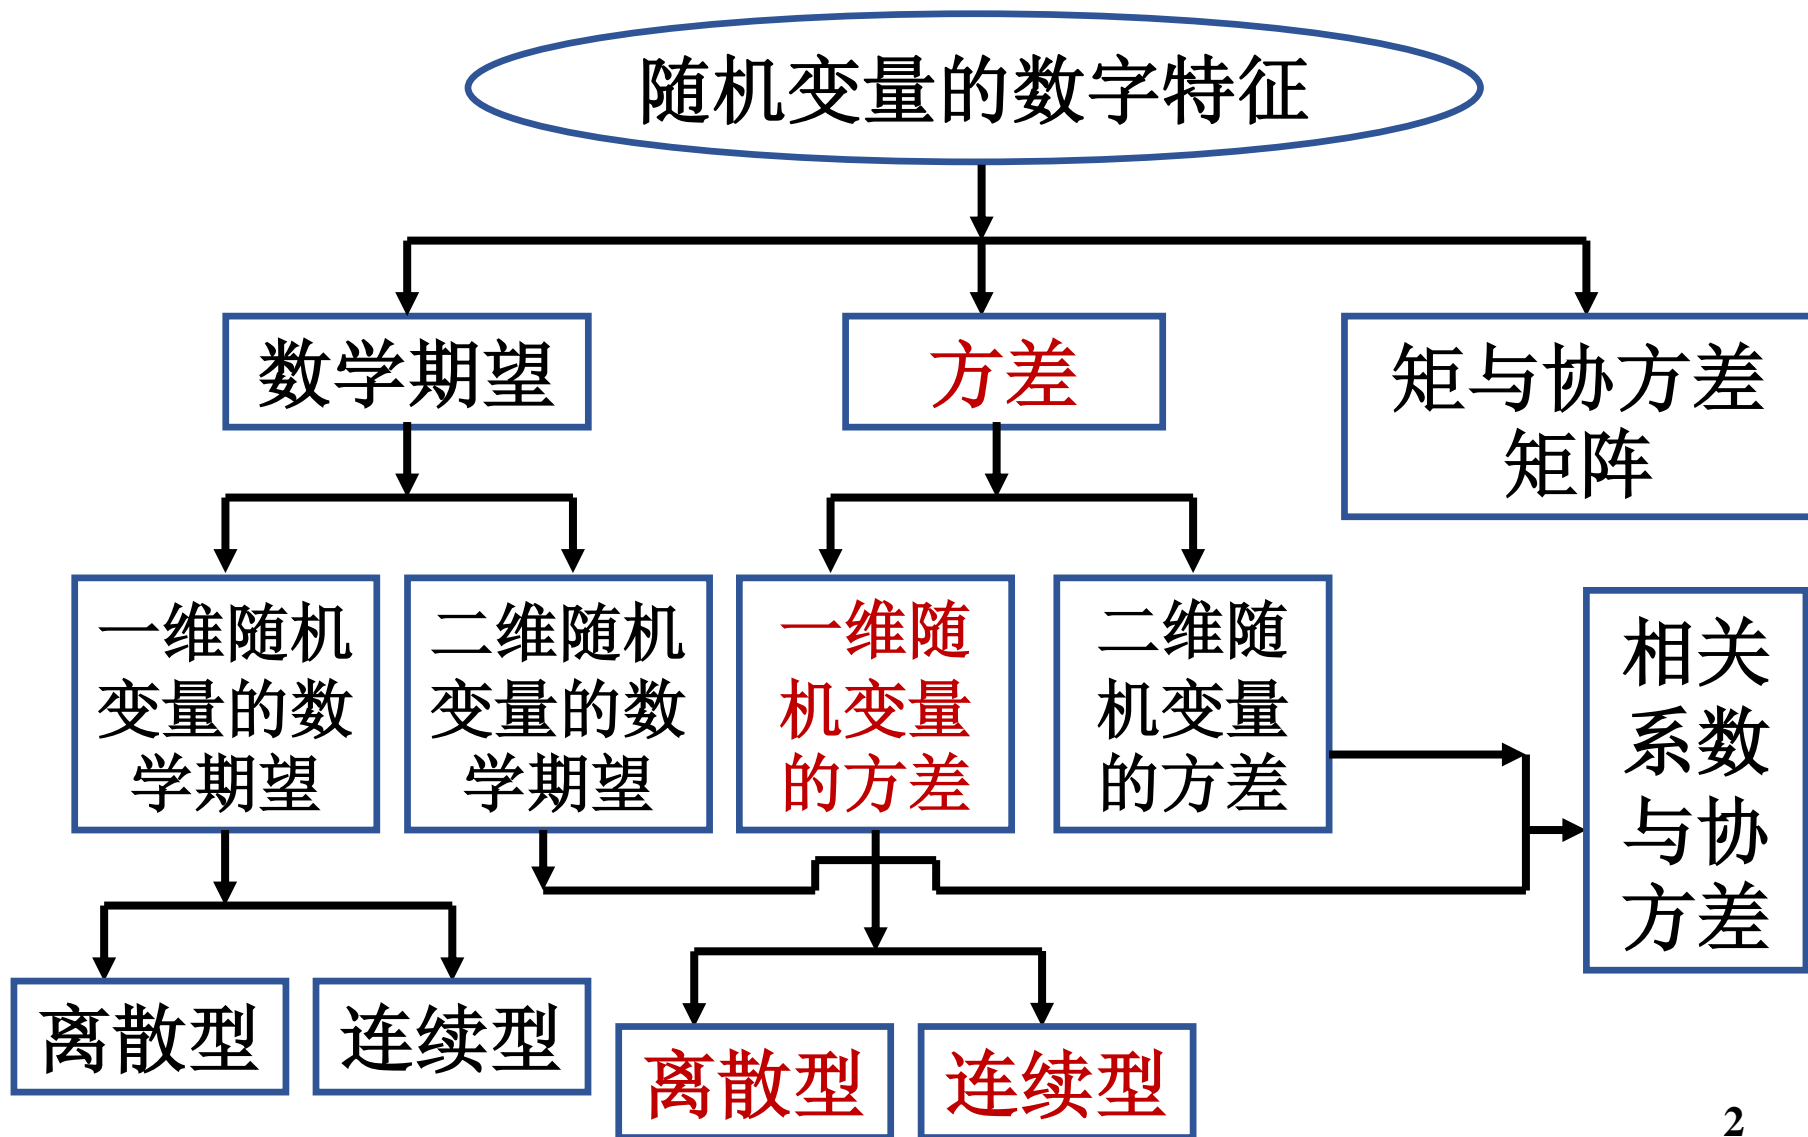 随机变量的数字特征
数学期望
方差
矩与协方差
矩阵
一维随机
变量的数
学期望
二维随机
变量的数
学期望
一维随
机变量
的方差
二维随
机变量
的方差
相关
系数
与协
方差
离散型
连续型
离散型
连续型
2